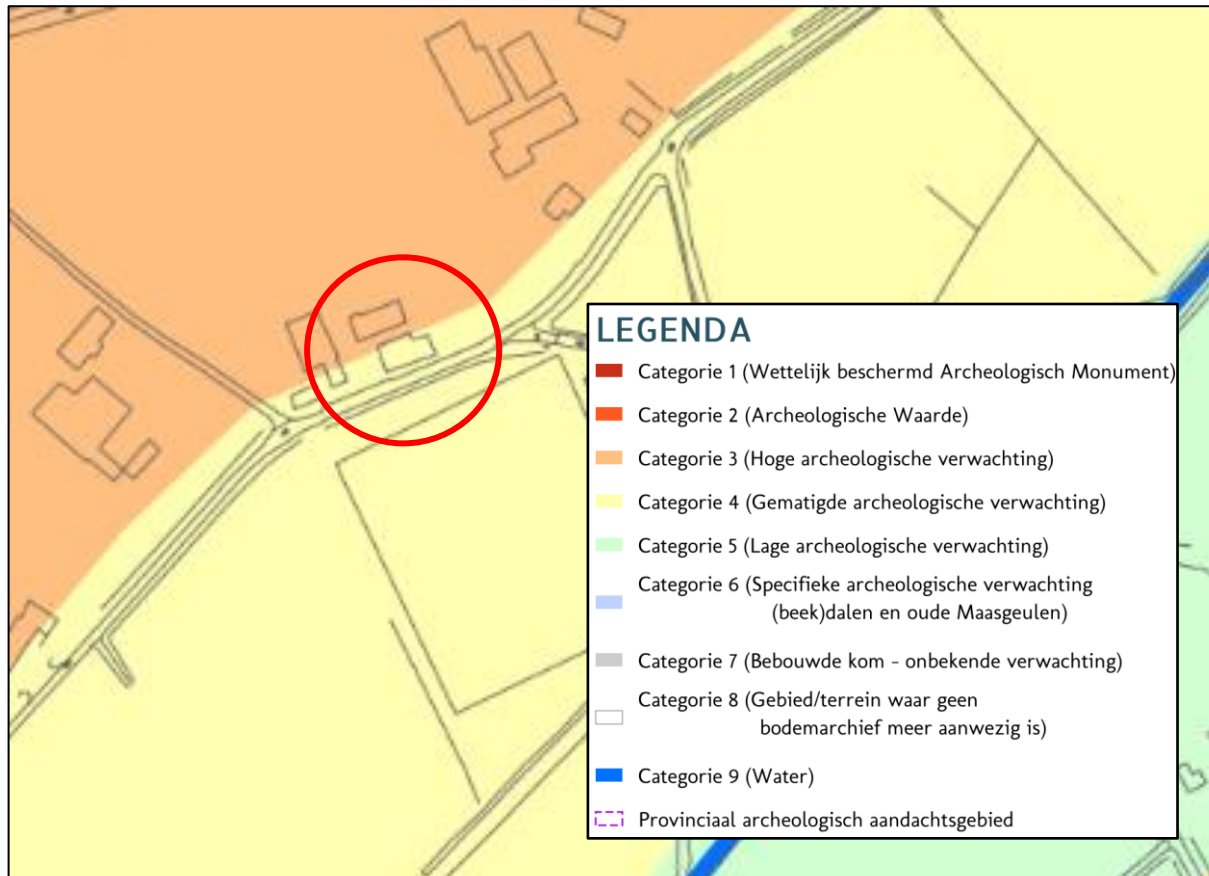 LEGENDA
Categorie 1 (Wettelijk beschermd Archeologisch Monument)
Categorie 2 (Archeologische Waarde)
Categorie 3 (Hoge archeologische verwachting)
Categorie 4 (Gematigde archeologische verwachting)
Categorie 5 (Lage archeologische verwachting)
Categorie 6 (Specifieke archeologische verwachting
(beek)dalen en oude Maasgeulen)
Categorie 7 (Bebouwde kom - onbekende verwachting)
Categorie 8 (Gebied/terrein waar geen
bodemarchief meer aanwezig is)
Categorie 9 (Water)
Provinciaal archeologisch aandachtsgebied